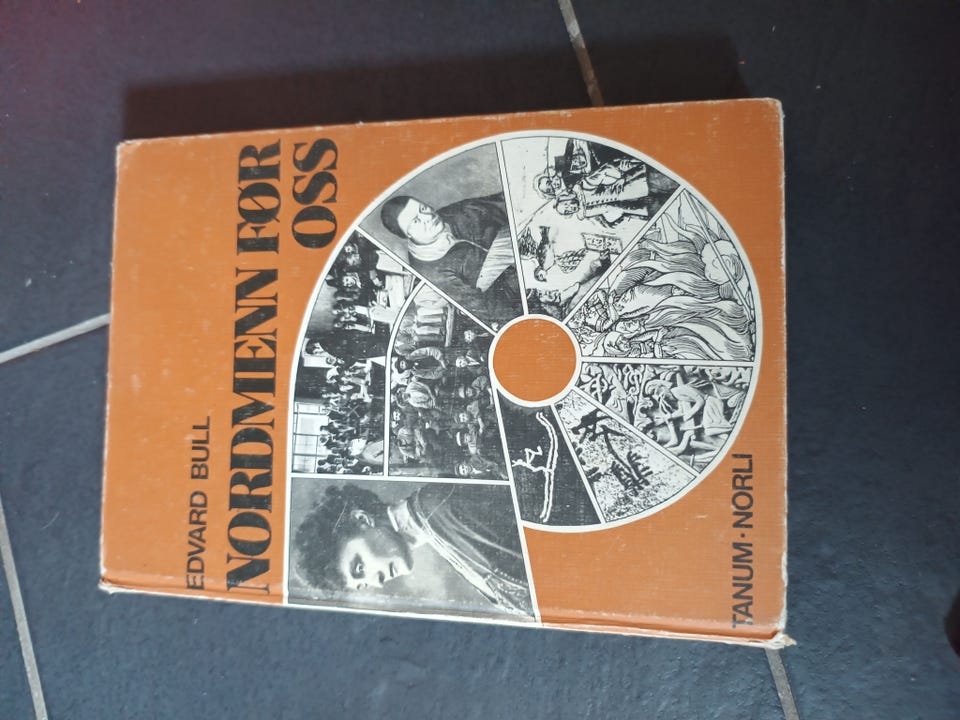 EDVARD BULL
NORDMENN FØR
OSS
TANUM · NORLI